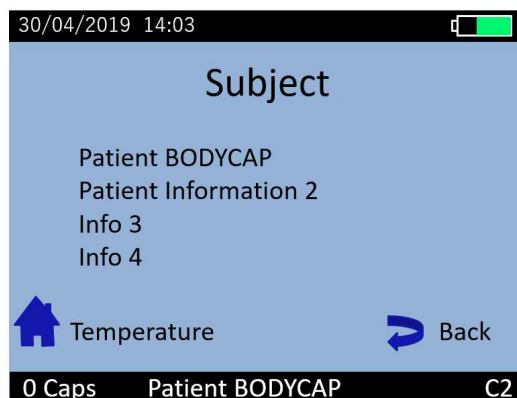 30/04/2019 14:03
Subject
Patient BODYCAP
Patient Information 2
Info 3
Info 4
Temperature Back
0 Caps Patient BODYCAP C2